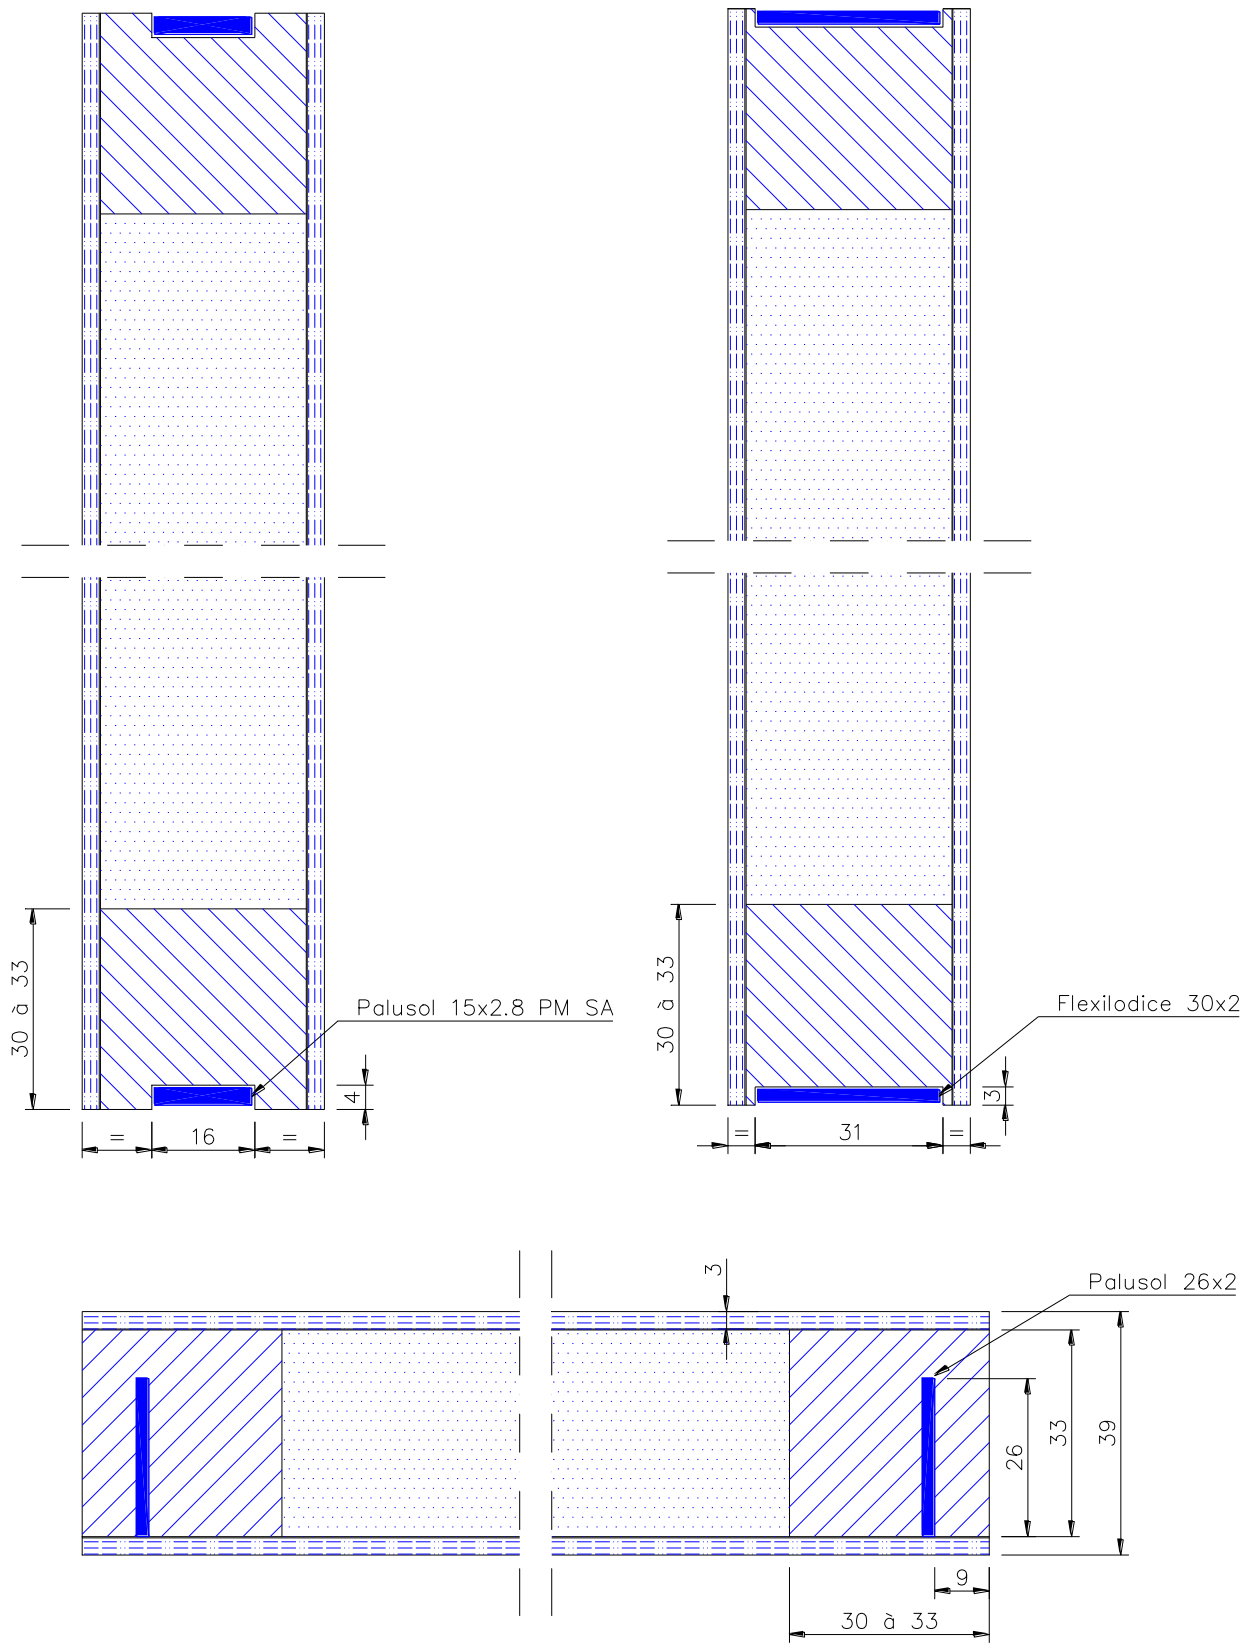 30 à 33
Palusol 15x2.8 PM SA
4
=
16
=
30 à 33
Flexilodice 30x2
3
=
31
=
3
Palusol 26x2
26
33
39
9
30 à 33